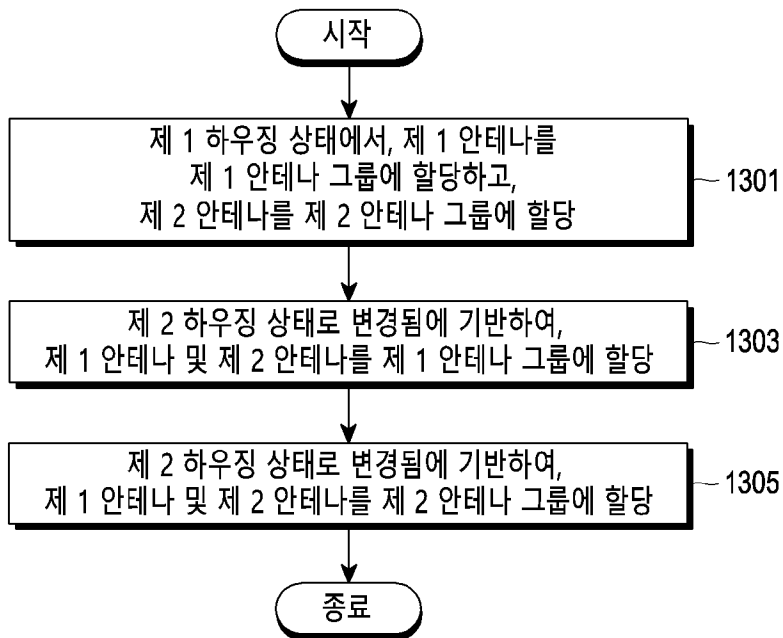 시작
제 1 하우징 상태에서, 제 1 안테나를
제 1 안테나 그룹에 할당하고,
제 2 안테나를 제 2 안테나 그룹에 할당
1301
제 2 하우징 상태로 변경됨에 기반하여,
제 1 안테나 및 제 2 안테나를 제 1 안테나 그룹에 할당
1303
제 2 하우징 상태로 변경됨에 기반하여,
제 1 안테나 및 제 2 안테나를 제 2 안테나 그룹에 할당
1305
종료